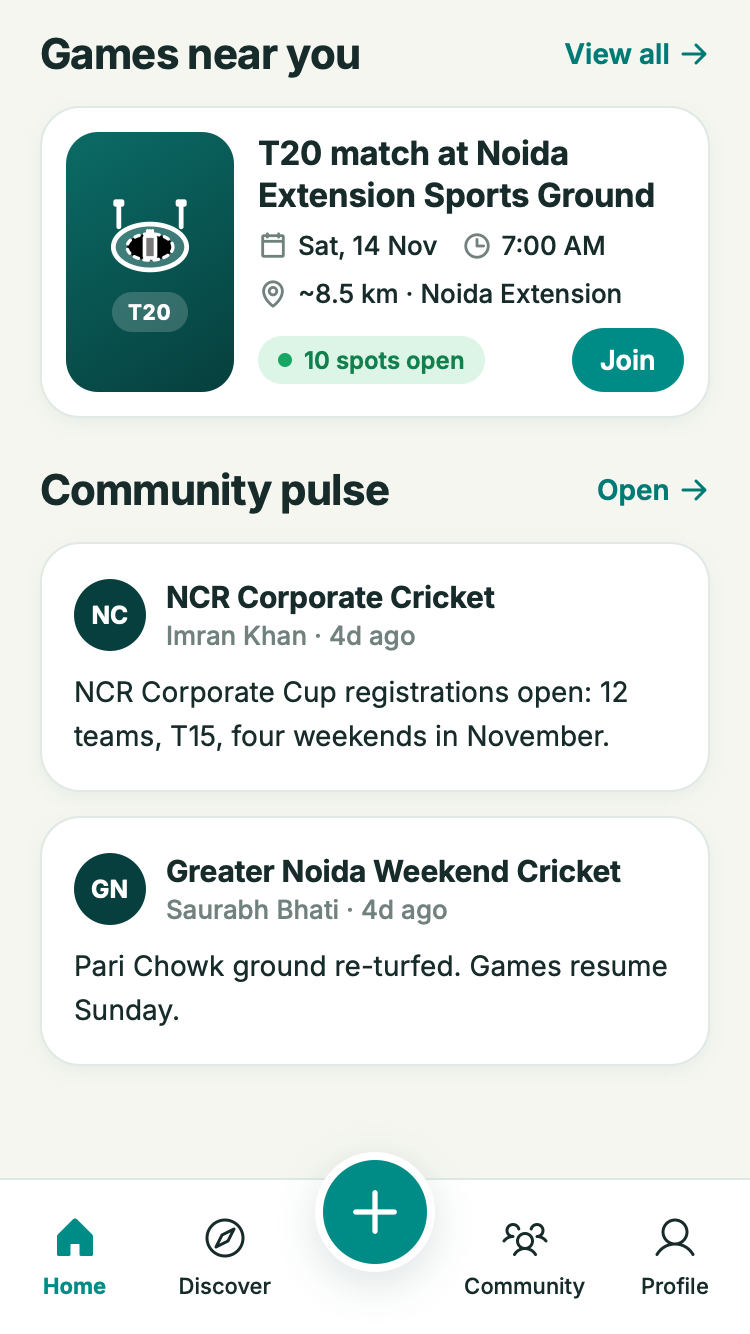 Games near you
View all →
T20
T20 match at Noida
Extension Sports Ground
Sat, 14 Nov 7:00 AM
~8.5 km · Noida Extension
10 spots open
Join
Community pulse
Open →
NC
NCR Corporate Cricket
Imran Khan · 4d ago
NCR Corporate Cup registrations open: 12
teams, T15, four weekends in November.
GN
Greater Noida Weekend Cricket
Saurabh Bhati · 4d ago
Pari Chowk ground re-turfed. Games resume
Sunday.
Home
Discover
Community
Profile